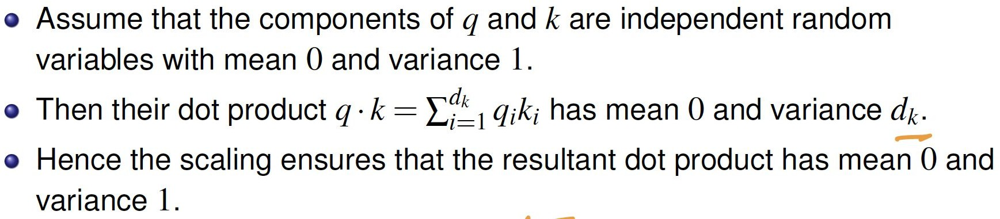 • Assume that the components of q and k are independent random
variables with mean 0 and variance 1.
• Then their dot product q · k = ∑_{i=1}^{d_k} q_i k_i has mean 0 and variance d_k.
• Hence the scaling ensures that the resultant dot product has mean 0 and
variance 1.